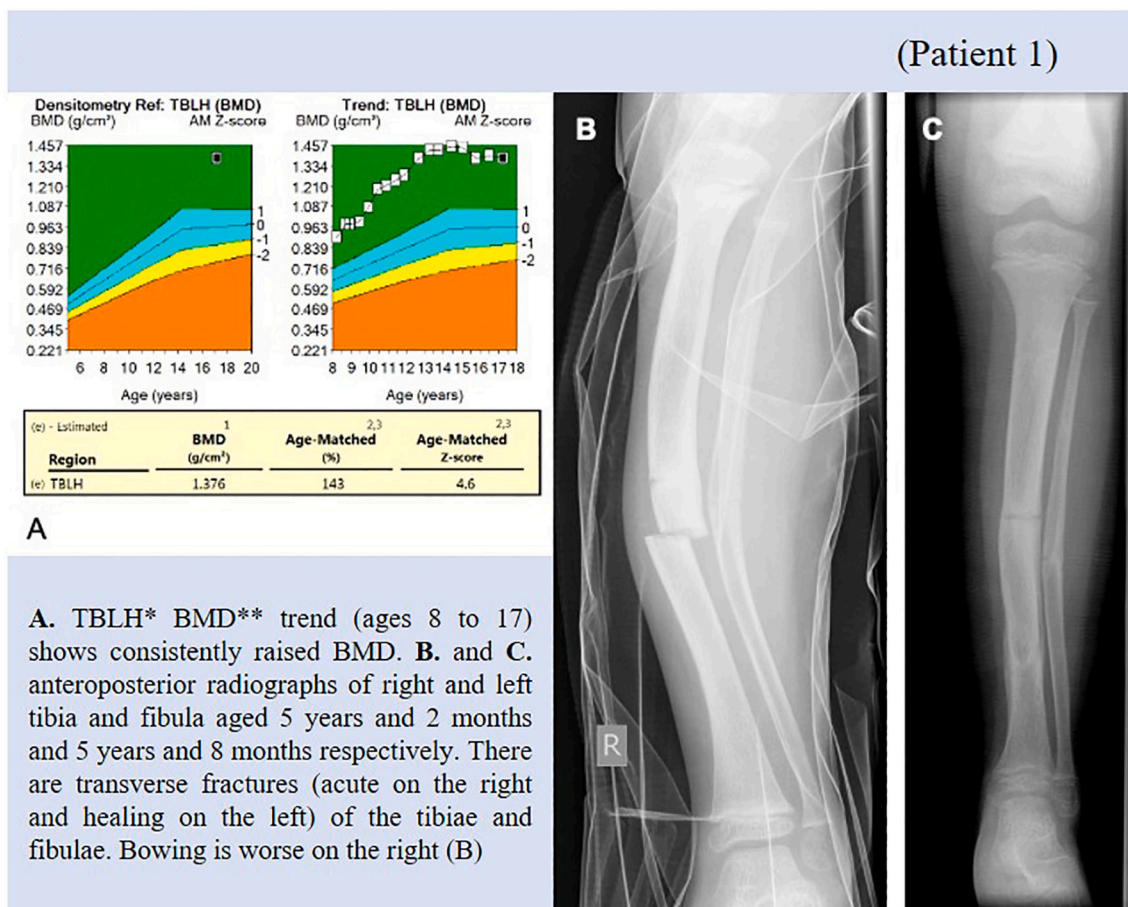 (Patient 1)
Densitometry Ref: TBLH (BMD)
BMD (g/cm²) AM Z-score
1.457
1.334
1.210
1.087
0.963
0.839
0.716
0.592
0.469
0.345
0.221
1
0
-1
-2
6 8 10 12 14 16 18 20
Age (years)
Trend: TBLH (BMD)
BMD (g/cm²) AM Z-score
1.457
1.334
1.210
1.087
0.963
0.839
0.716
0.592
0.469
0.345
0.221
1
0
-1
-2
8 9 10 11 12 13 14 15 16 17 18
Age (years)
(e) - Estimated 1 2,3 2,3
BMD Age-Matched Age-Matched
Region (g/cm²) (%) Z-score
(e) TBLH 1.376 143 4.6
A
B
R
C
A. TBLH* BMD** trend (ages 8 to 17)
shows consistently raised BMD. B. and C.
anteroposterior radiographs of right and left
tibia and fibula aged 5 years and 2 months
and 5 years and 8 months respectively. There
are transverse fractures (acute on the right
and healing on the left) of the tibiae and
fibulae. Bowing is worse on the right (B)